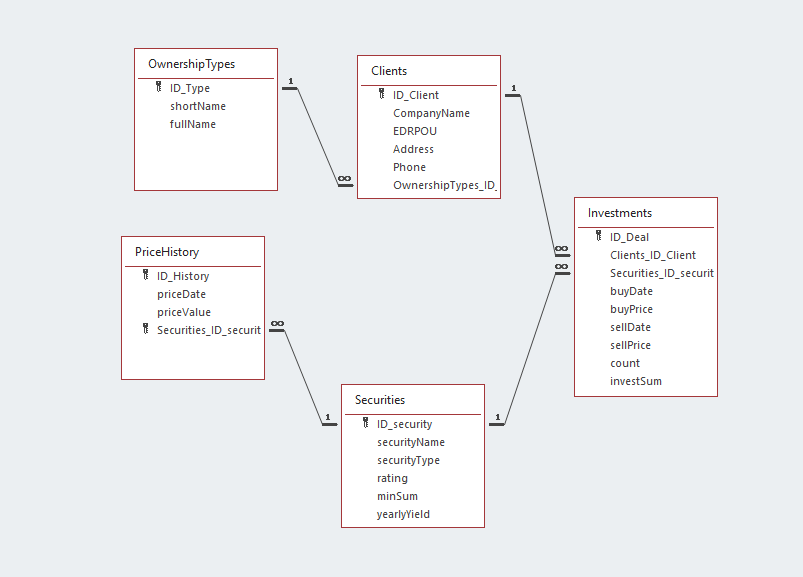 OwnershipTypes
ID_Type
shortName
fullName
1
∞
Clients
ID_Client
CompanyName
EDRPOU
Address
Phone
OwnershipTypes_ID_
1
∞
Investments
ID_Deal
Clients_ID_Client
Securities_ID_securit
buyDate
buyPrice
sellDate
sellPrice
count
investSum
∞
PriceHistory
ID_History
priceDate
priceValue
Securities_ID_securit
∞
1
Securities
ID_security
securityName
securityType
rating
minSum
yearlyYield
1